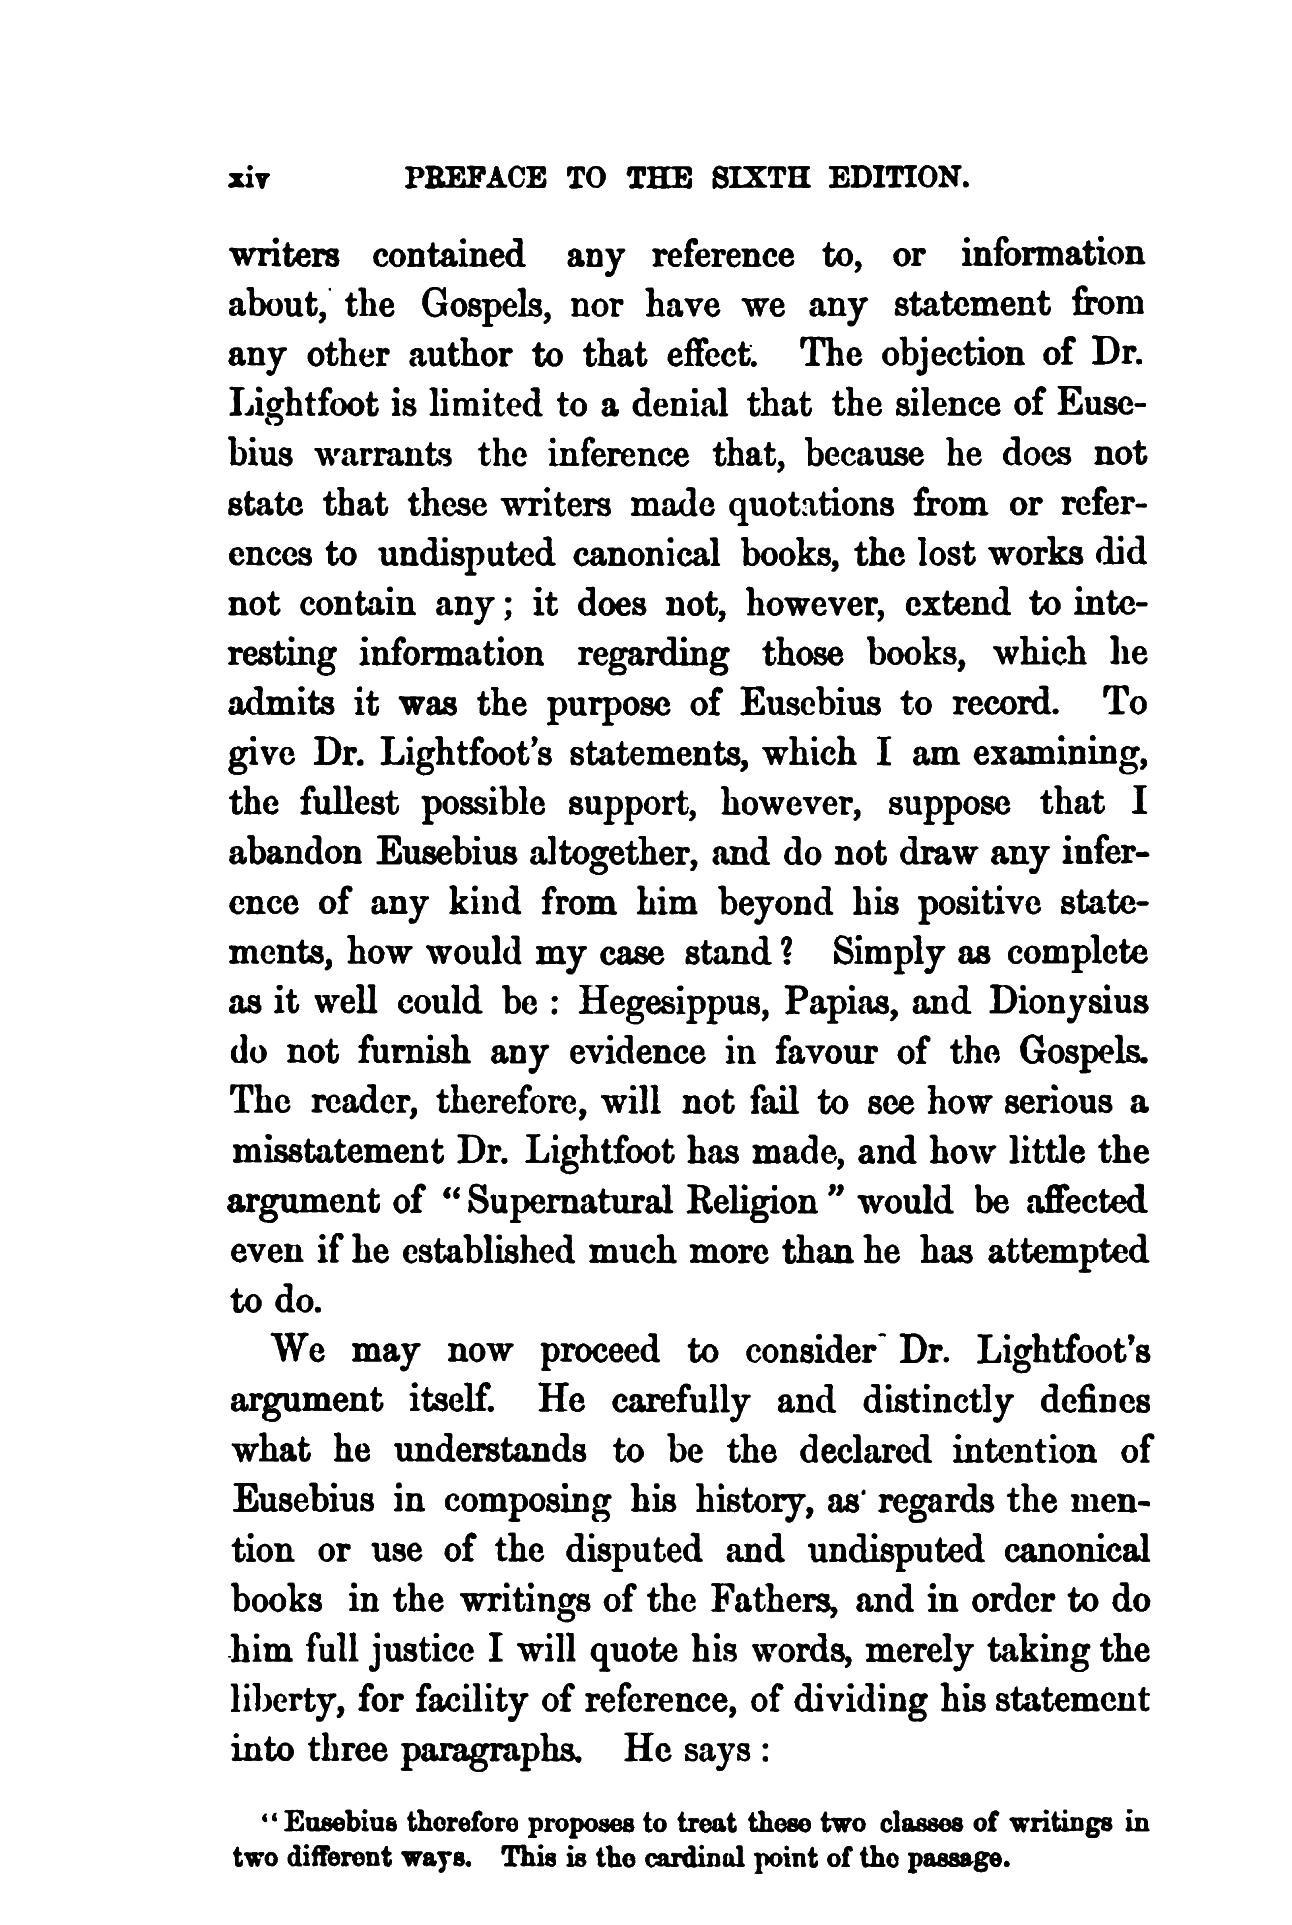 xiv PREFACE TO THE SIXTH EDITION.
writers contained any reference to, or information
about, the Gospels, nor have we any statement from
any other author to that effect. The objection of Dr.
Lightfoot is limited to a denial that the silence of Euse-
bius warrants the inference that, because he does not
state that these writers made quotations from or refer-
ences to undisputed canonical books, the lost works did
not contain any; it does not, however, extend to inte-
resting information regarding those books, which he
admits it was the purpose of Eusebius to record. To
give Dr. Lightfoot's statements, which I am examining,
the fullest possible support, however, suppose that I
abandon Eusebius altogether, and do not draw any infer-
ence of any kind from him beyond his positive state-
ments, how would my case stand? Simply as complete
as it well could be: Hegesippus, Papias, and Dionysius
do not furnish any evidence in favour of the Gospels.
The reader, therefore, will not fail to see how serious a
misstatement Dr. Lightfoot has made, and how little the
argument of "Supernatural Religion" would be affected
even if he established much more than he has attempted
to do.
We may now proceed to consider Dr. Lightfoot's
argument itself. He carefully and distinctly defines
what he understands to be the declared intention of
Eusebius in composing his history, as regards the men-
tion or use of the disputed and undisputed canonical
books in the writings of the Fathers, and in order to do
him full justice I will quote his words, merely taking the
liberty, for facility of reference, of dividing his statement
into three paragraphs. He says:
"Eusebius therefore proposes to treat these two classes of writings in
two different ways. This is the cardinal point of the passage.